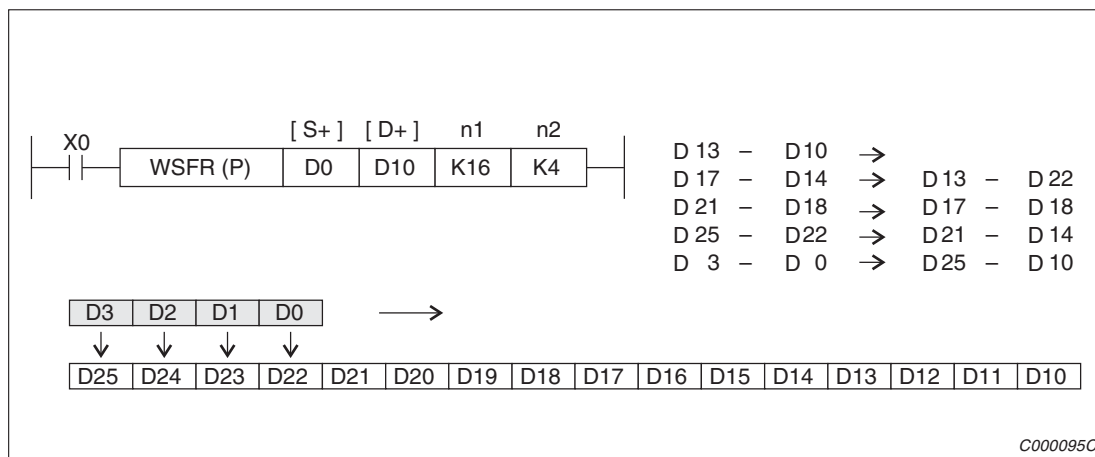 X0
[ S+ ] [ D+ ] n1 n2
WSFR (P) D0 D10 K16 K4
D 13 – D10 →
D 17 – D14 → D 13 – D 22
D 21 – D18 → D 17 – D 18
D 25 – D22 → D 21 – D 14
D 3 – D 0 → D 25 – D 10
D3 D2 D1 D0
D25 D24 D23 D22 D21 D20 D19 D18 D17 D16 D15 D14 D13 D12 D11 D10
C000095C